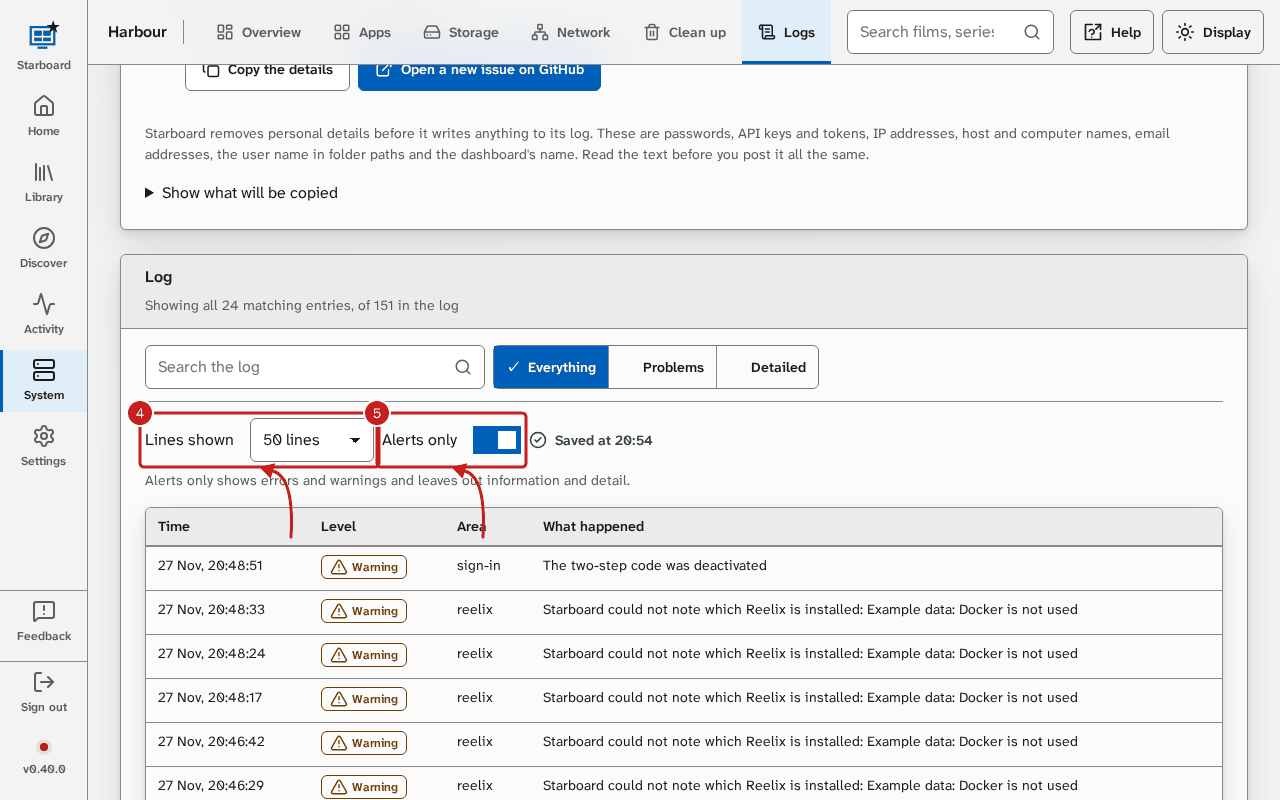 Starboard
Harbour
Overview
Apps
Storage
Network
Clean up
Logs
Search films, series
Help
Display
Home
Library
Discover
Activity
System
Settings
Feedback
Sign out
v0.40.0
Copy the details
Open a new issue on GitHub
Starboard removes personal details before it writes anything to its log. These are passwords, API keys and tokens, IP addresses, host and computer names, email
addresses, the user name in folder paths and the dashboard's name. Read the text before you post it all the same.
Show what will be copied
Log
Showing all 24 matching entries, of 151 in the log
Search the log
✓ Everything
Problems
Detailed
4
5
Lines shown
50 lines
Alerts only
Saved at 20:54
Alerts only shows errors and warnings and leaves out information and detail.
Time Level Area What happened
27 Nov, 20:48:51 Warning sign-in The two-step code was deactivated
27 Nov, 20:48:33 Warning reelix Starboard could not note which Reelix is installed: Example data: Docker is not used
27 Nov, 20:48:24 Warning reelix Starboard could not note which Reelix is installed: Example data: Docker is not used
27 Nov, 20:48:17 Warning reelix Starboard could not note which Reelix is installed: Example data: Docker is not used
27 Nov, 20:46:42 Warning reelix Starboard could not note which Reelix is installed: Example data: Docker is not used
27 Nov, 20:46:29 Warning reelix Starboard could not note which Reelix is installed: Example data: Docker is not used